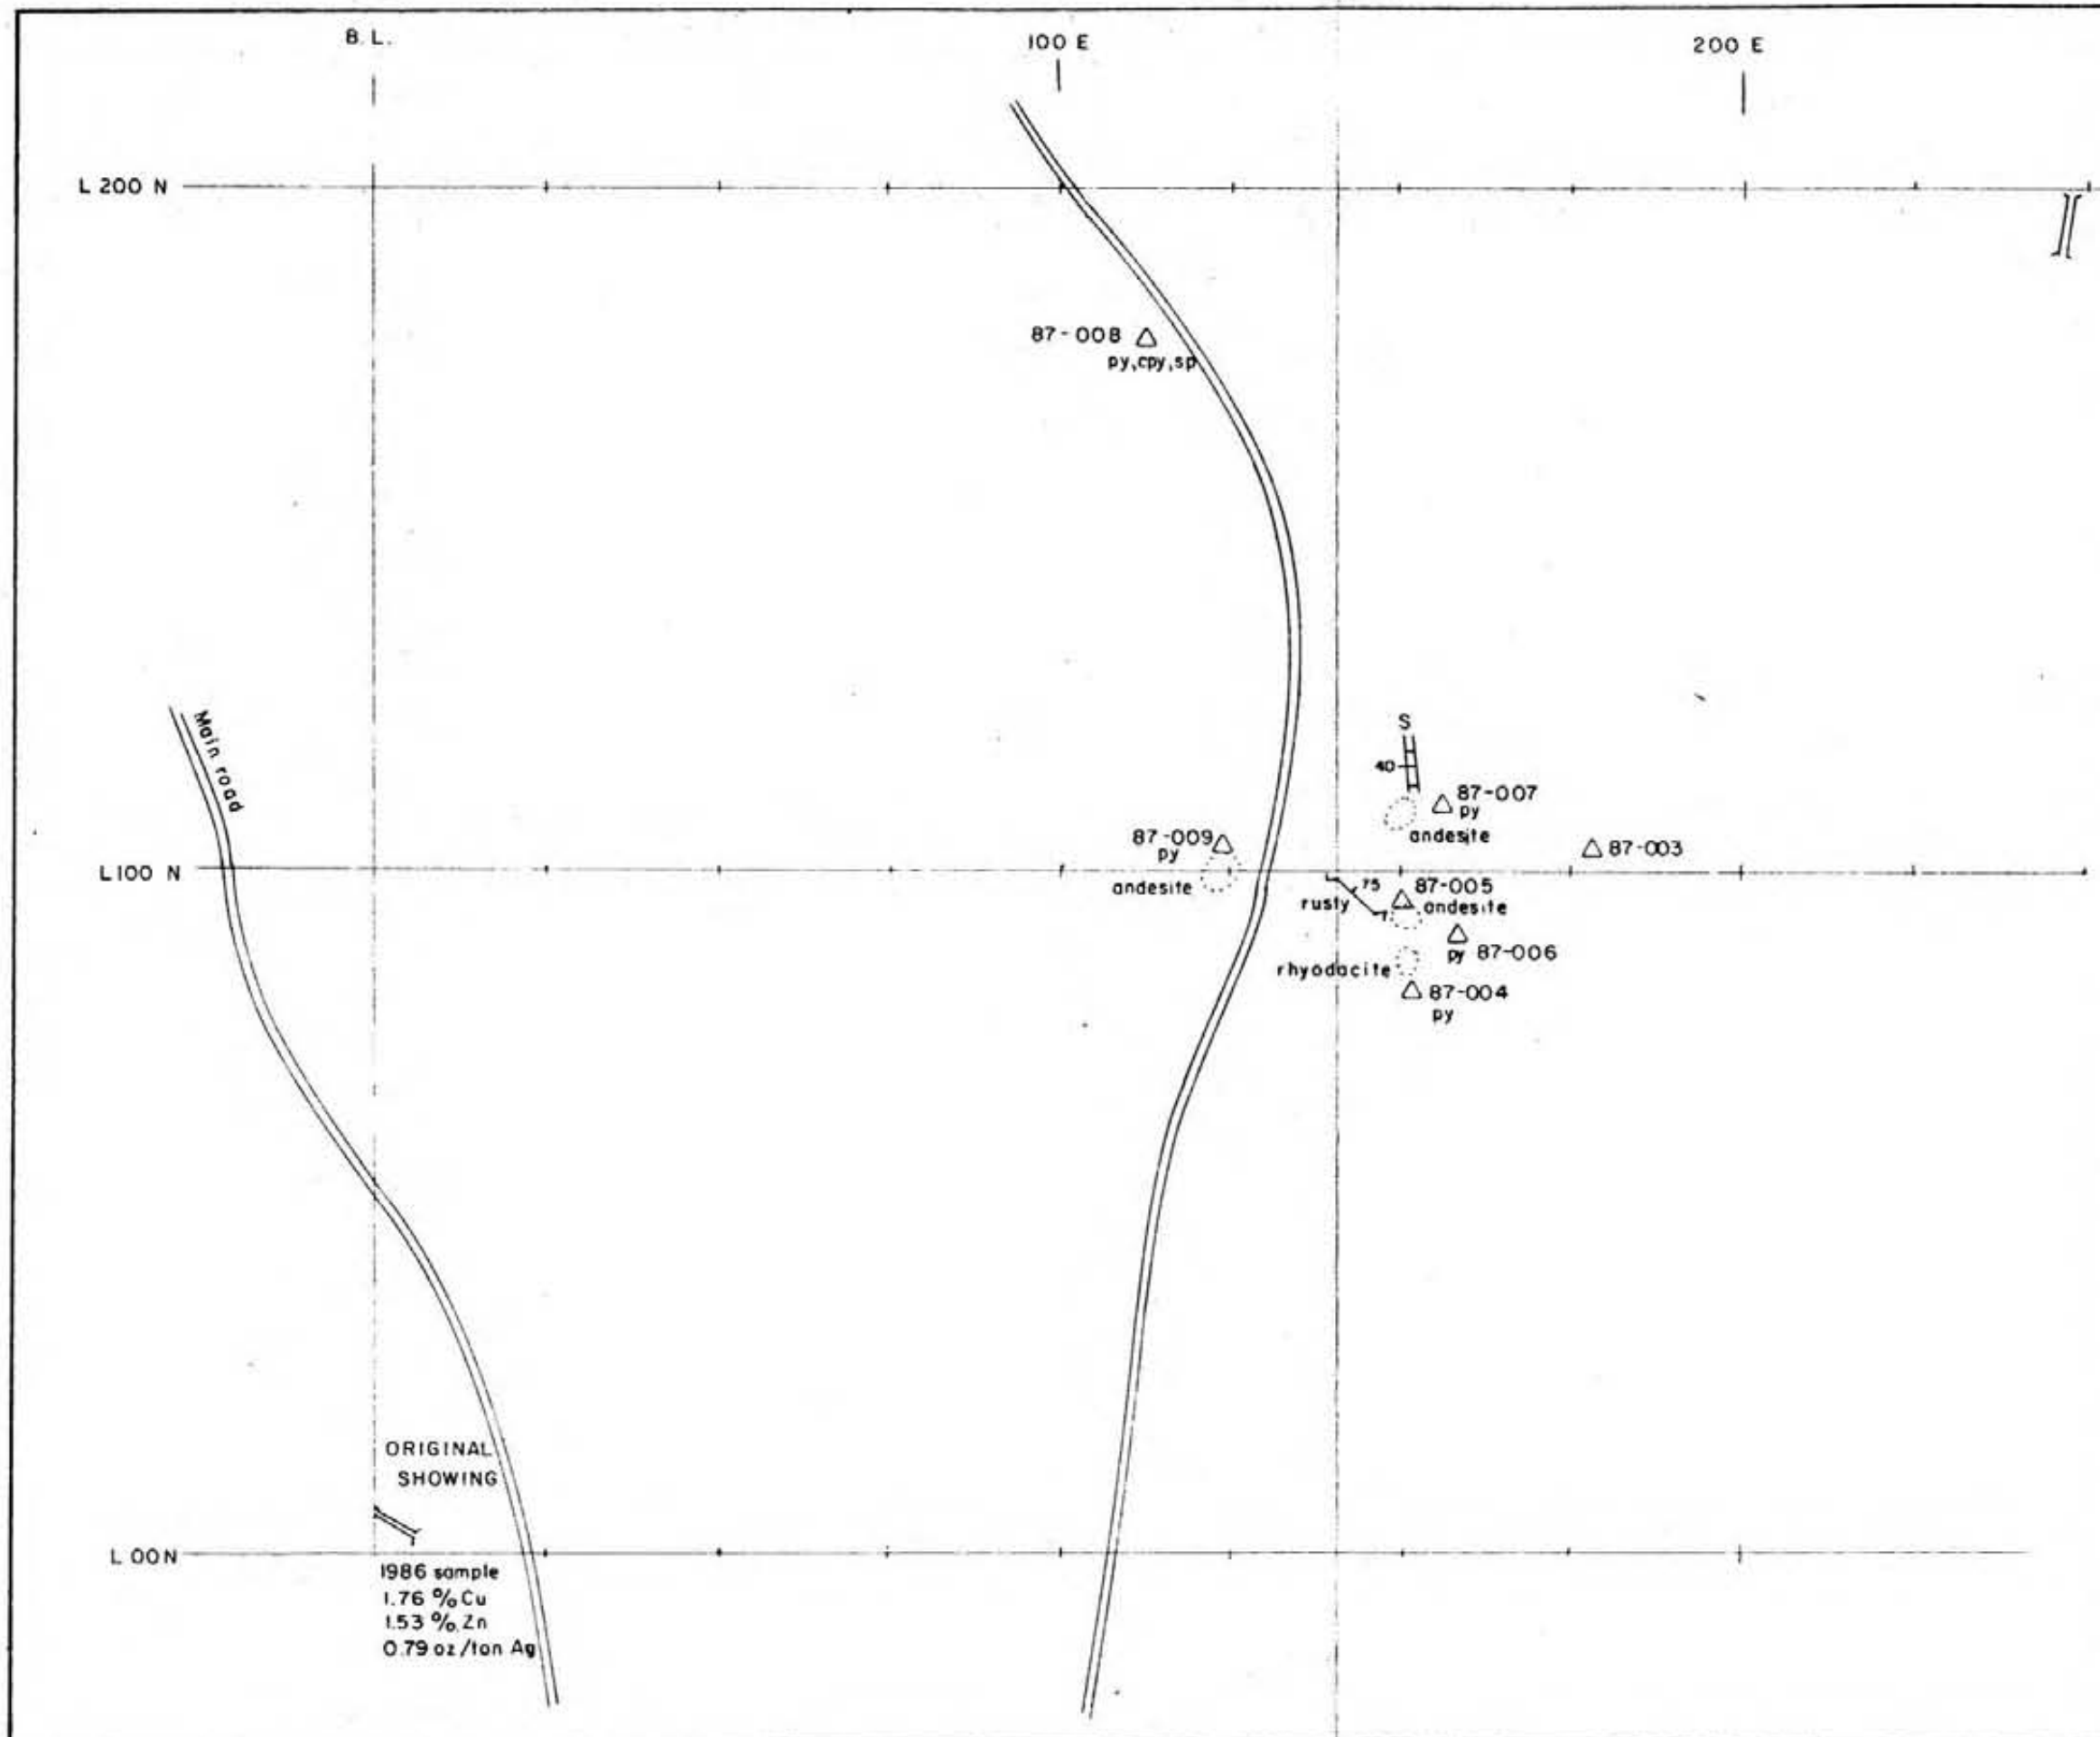 B. L.
100 E
200 E
L 200 N
87-008
py, cpy, sp
Main road
S
40
87-007
py
andesite
87-009
py
andesite
87-003
L 100 N
75
87-005
andesite
rusty
py 87-006
rhyodacite
87-004
py
ORIGINAL
SHOWING
L 00 N
1986 sample
1.76 % Cu
1.53 % Zn
0.79 oz/ton Ag